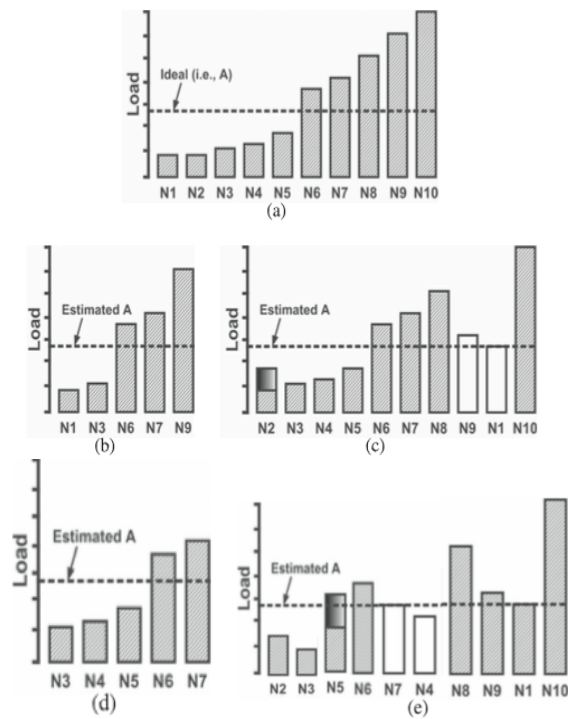 Load
Ideal (i.e., A)
N1 N2 N3 N4 N5 N6 N7 N8 N9 N10
(a)
Load
Estimated A
N1 N3 N6 N7 N9
(b)
Load
Estimated A
N2 N3 N4 N5 N6 N7 N8 N9 N1 N10
(c)
Load
Estimated A
N3 N4 N5 N6 N7
(d)
Load
Estimated A
N2 N3 N5 N6 N7 N4 N8 N9 N1 N10
(e)